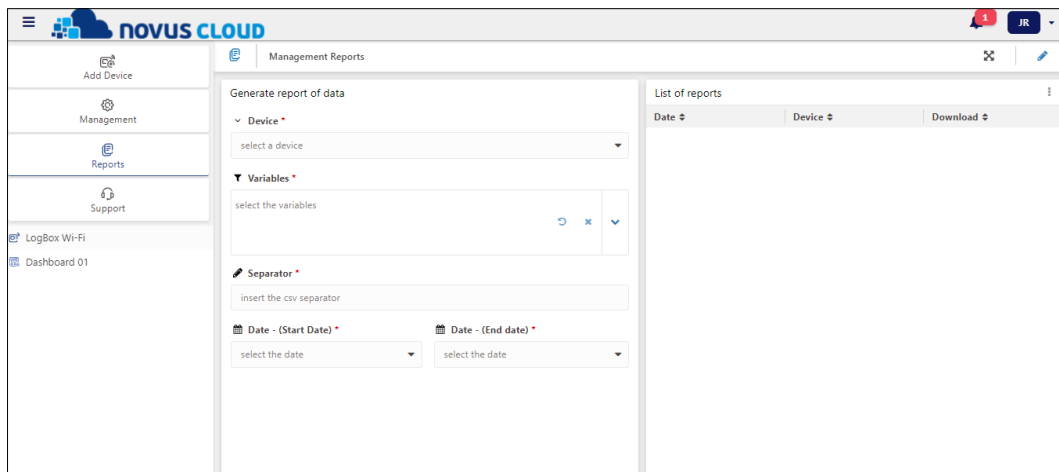 NOVUS CLOUD
1
JR
Add Device
Management
Reports
Support
LogBox Wi-Fi
Dashboard 01
Management Reports
Generate report of data
Device *
select a device
Variables *
select the variables
Separator *
insert the csv separator
Date - (Start Date) * Date - (End date) *
select the date select the date
List of reports
Date Device Download